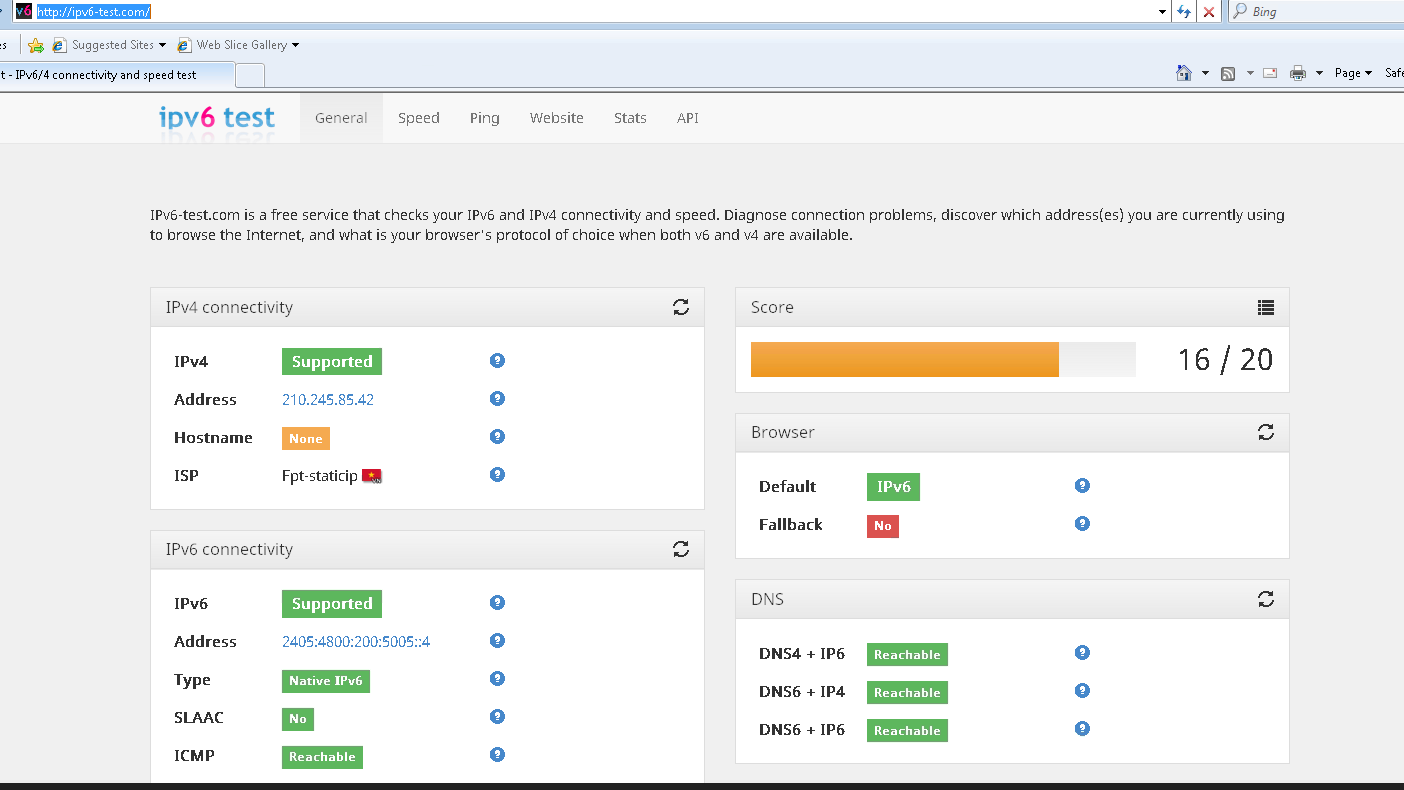 http://ipv6-test.com/
Bing
es
Suggested Sites
Web Slice Gallery
t - IPv6/4 connectivity and speed test
Page
Safe
ipv6 test
General
Speed
Ping
Website
Stats
API
IPv6-test.com is a free service that checks your IPv6 and IPv4 connectivity and speed. Diagnose connection problems, discover which address(es) you are currently using
to browse the Internet, and what is your browser's protocol of choice when both v6 and v4 are available.
IPv4 connectivity
IPv4 Supported
Address 210.245.85.42
Hostname None
ISP Fpt-staticip
IPv6 connectivity
IPv6 Supported
Address 2405:4800:200:5005::4
Type Native IPv6
SLAAC No
ICMP Reachable
Score
16 / 20
Browser
Default IPv6
Fallback No
DNS
DNS4 + IP6 Reachable
DNS6 + IP4 Reachable
DNS6 + IP6 Reachable